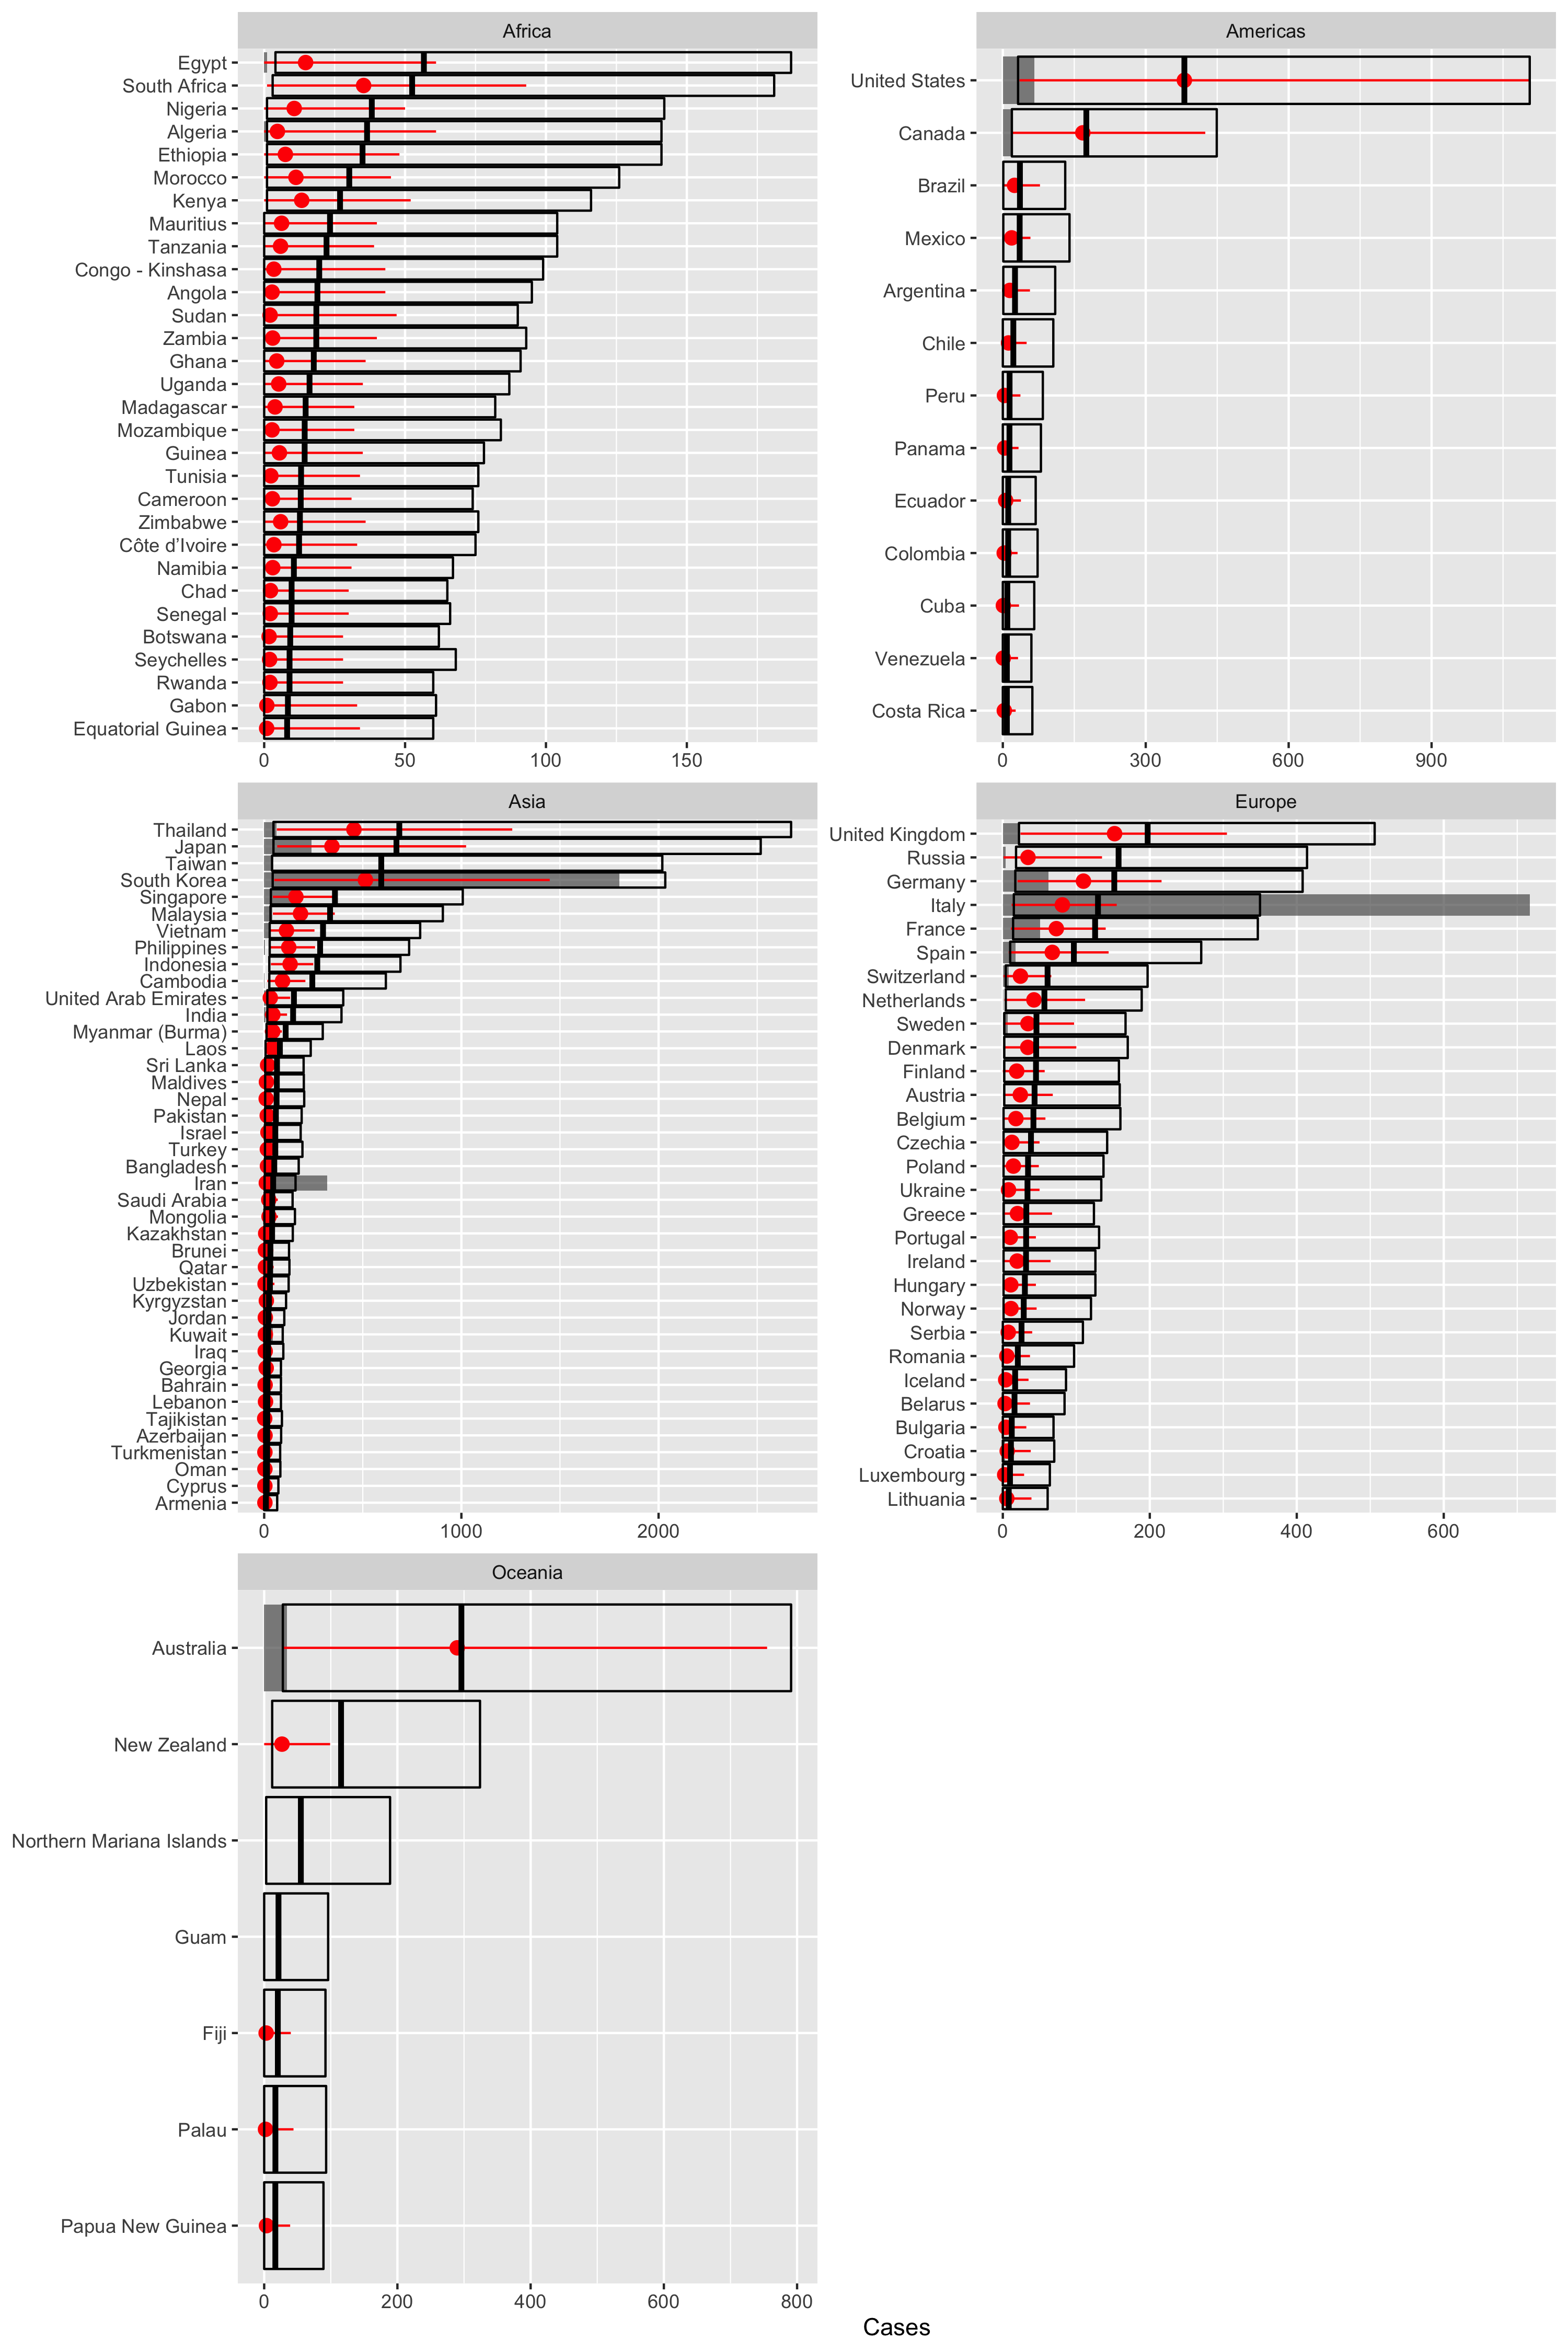 Africa
Egypt
South Africa
Nigeria
Algeria
Ethiopia
Morocco
Kenya
Mauritius
Tanzania
Congo - Kinshasa
Angola
Sudan
Zambia
Ghana
Uganda
Madagascar
Mozambique
Guinea
Tunisia
Cameroon
Zimbabwe
Côte d’Ivoire
Namibia
Chad
Senegal
Botswana
Seychelles
Rwanda
Gabon
Equatorial Guinea
0 50 100 150
Americas
United States
Canada
Brazil
Mexico
Argentina
Chile
Peru
Panama
Ecuador
Colombia
Cuba
Venezuela
Costa Rica
0 300 600 900
Asia
Thailand
Japan
Taiwan
South Korea
Singapore
Malaysia
Vietnam
Philippines
Indonesia
Cambodia
United Arab Emirates
India
Myanmar (Burma)
Laos
Sri Lanka
Maldives
Nepal
Pakistan
Israel
Turkey
Bangladesh
Iran
Saudi Arabia
Mongolia
Kazakhstan
Brunei
Qatar
Uzbekistan
Kyrgyzstan
Jordan
Kuwait
Iraq
Georgia
Bahrain
Lebanon
Tajikistan
Azerbaijan
Turkmenistan
Oman
Cyprus
Armenia
0 1000 2000
Europe
United Kingdom
Russia
Germany
Italy
France
Spain
Switzerland
Netherlands
Sweden
Denmark
Finland
Austria
Belgium
Czechia
Poland
Ukraine
Greece
Portugal
Ireland
Hungary
Norway
Serbia
Romania
Iceland
Belarus
Bulgaria
Croatia
Luxembourg
Lithuania
0 200 400 600
Oceania
Australia
New Zealand
Northern Mariana Islands
Guam
Fiji
Palau
Papua New Guinea
0 200 400 600 800
Cases